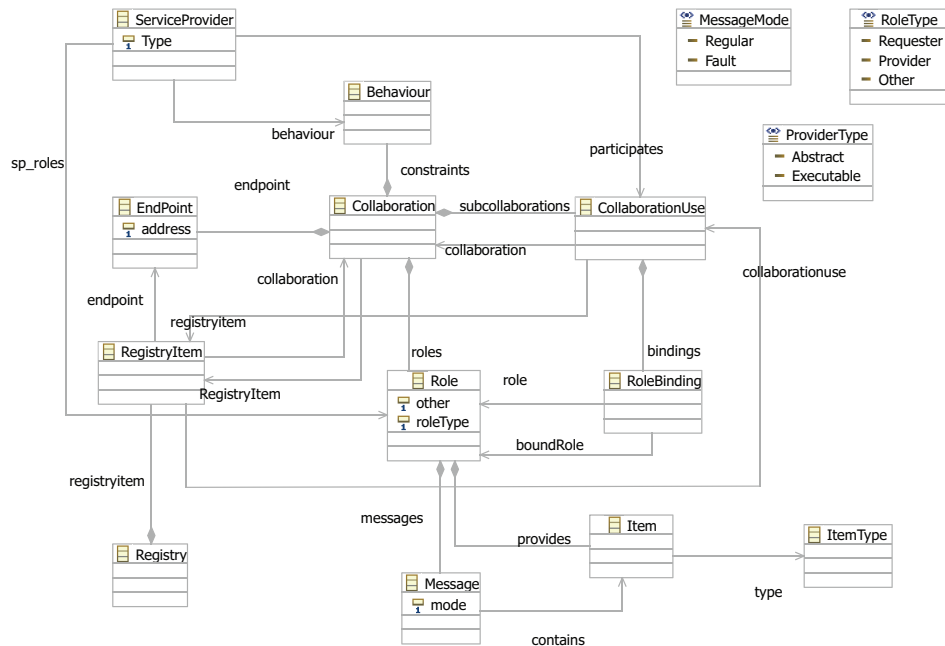 ServiceProvider
Type
MessageMode
Regular
Fault
RoleType
Requester
Provider
Other
Behaviour
behaviour
ProviderType
Abstract
Executable
sp_roles
participates
constraints
endpoint
EndPoint
address
Collaboration
subcollaborations
CollaborationUse
collaboration
collaboration
collaborationuse
endpoint
registryitem
RegistryItem
roles
bindings
RegistryItem
Role
other
roleType
role
RoleBinding
boundRole
registryitem
messages
provides
Item
ItemType
Registry
Message
mode
type
contains